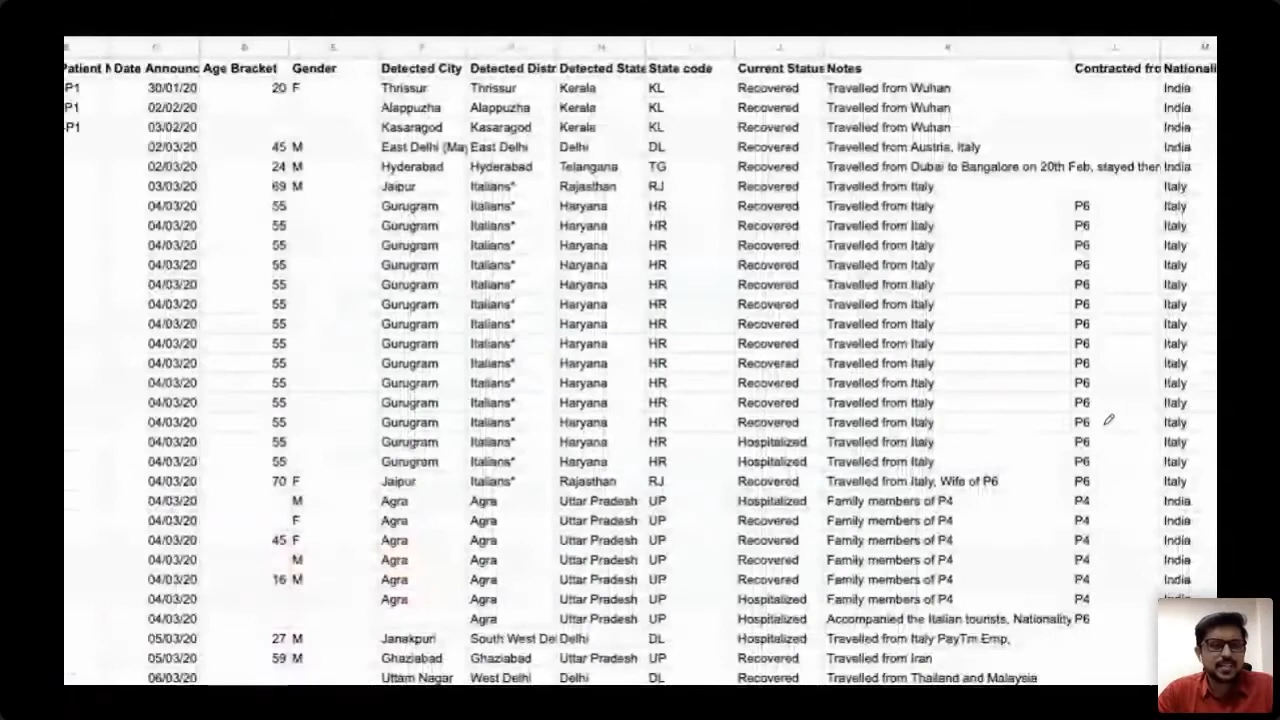 Patient N Date Announc Age Bracket Gender Detected City Detected Distr Detected State State code Current Status Notes Contracted fro Nationali
P1 30/01/20 20 F Thrissur Thrissur Kerala KL Recovered Travelled from Wuhan India
P1 02/02/20 Alappuzha Alappuzha Kerala KL Recovered Travelled from Wuhan India
-P1 03/02/20 Kasaragod Kasaragod Kerala KL Recovered Travelled from Wuhan India
02/03/20 45 M East Delhi (May East Delhi Delhi DL Recovered Travelled from Austria, Italy
02/03/20 24 M Hyderabad Hyderabad Telangana TG Recovered Travelled from Dubai to Bangalore on 20th Feb, stayed ther India
03/03/20 69 M Jaipur Italians* Rajasthan RJ Recovered Travelled from Italy Italy
04/03/20 55 Gurugram Italians* Haryana HR Recovered Travelled from Italy P6 Italy
04/03/20 55 Gurugram Italians* Haryana HR Recovered Travelled from Italy P6 Italy
04/03/20 55 Gurugram Italians* Haryana HR Recovered Travelled from Italy P6 Italy
04/03/20 55 Gurugram Italians* Haryana HR Recovered Travelled from Italy P6 Italy
04/03/20 55 Gurugram Italians* Haryana HR Recovered Travelled from Italy P6 Italy
04/03/20 55 Gurugram Italians* Haryana HR Recovered Travelled from Italy P6 Italy
04/03/20 55 Gurugram Italians* Haryana HR Recovered Travelled from Italy P6 Italy
04/03/20 55 Gurugram Italians* Haryana HR Recovered Travelled from Italy P6 Italy
04/03/20 55 Gurugram Italians* Haryana HR Recovered Travelled from Italy P6 Italy
04/03/20 55 Gurugram Italians* Haryana HR Recovered Travelled from Italy P6 Italy
04/03/20 55 Gurugram Italians* Haryana HR Recovered Travelled from Italy P6 Italy
04/03/20 55 Gurugram Italians* Haryana HR Recovered Travelled from Italy P6 Italy
04/03/20 55 Gurugram Italians* Haryana HR Hospitalized Travelled from Italy P6 Italy
04/03/20 55 Gurugram Italians* Haryana HR Hospitalized Travelled from Italy P6 Italy
04/03/20 70 F Jaipur Italians* Rajasthan RJ Recovered Travelled from Italy, Wife of P6 P6 Italy
04/03/20 M Agra Agra Uttar Pradesh UP Hospitalized Family members of P4 P4 India
04/03/20 F Agra Agra Uttar Pradesh UP Recovered Family members of P4 P4 India
04/03/20 45 F Agra Agra Uttar Pradesh UP Recovered Family members of P4 P4 India
04/03/20 M Agra Agra Uttar Pradesh UP Recovered Family members of P4 P4 India
04/03/20 16 M Agra Agra Uttar Pradesh UP Recovered Family members of P4 P4 India
04/03/20 Agra Agra Uttar Pradesh UP Hospitalized Family members of P4 P4
04/03/20 Agra Uttar Pradesh UP Hospitalized Accompanied the Italian tourists, Nationality P6
05/03/20 27 M Janakpuri South West De Delhi DL Hospitalized Travelled from Italy PayTm Emp,
05/03/20 59 M Ghaziabad Ghaziabad Uttar Pradesh UP Recovered Travelled from Iran
06/03/20 Uttam Nagar West Delhi Delhi DL Recovered Travelled from Thailand and Malaysia